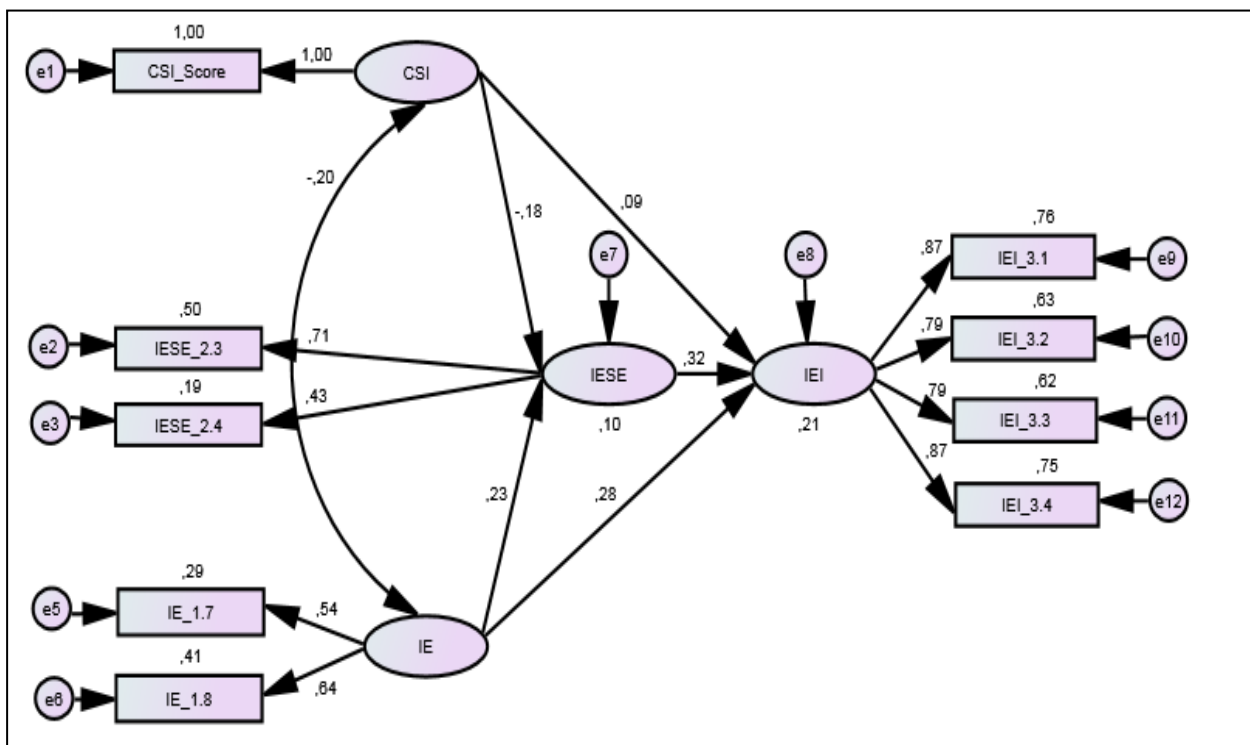 1,00
e1
CSI_Score
1,00
CSI
-,20
-,18
,09
e7
e8
,76
,87
IEI_3.1
e9
,50
e2
IESE_2.3
,71
,63
,79
IEI_3.2
e10
IESE
,32
IEI
,19
e3
IESE_2.4
,43
,10
,21
,62
,79
IEI_3.3
e11
,75
,87
IEI_3.4
e12
,23
,28
,29
e5
IE_1.7
,54
IE
,41
e6
IE_1.8
,64